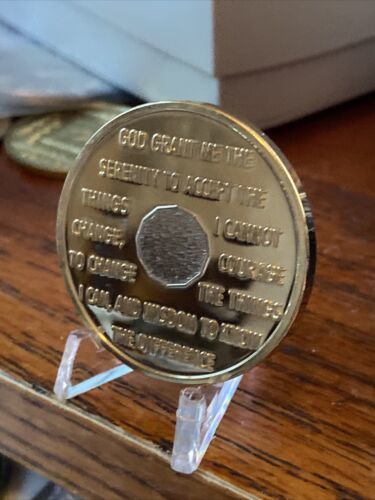 GOD GRANT ME THE
SERENITY TO ACCEPT THE
THINGS I CANNOT
CHANGE, COURAGE
TO CHANGE THE THINGS
I CAN, AND WISDOM TO KNOW
THE DIFFERENCE